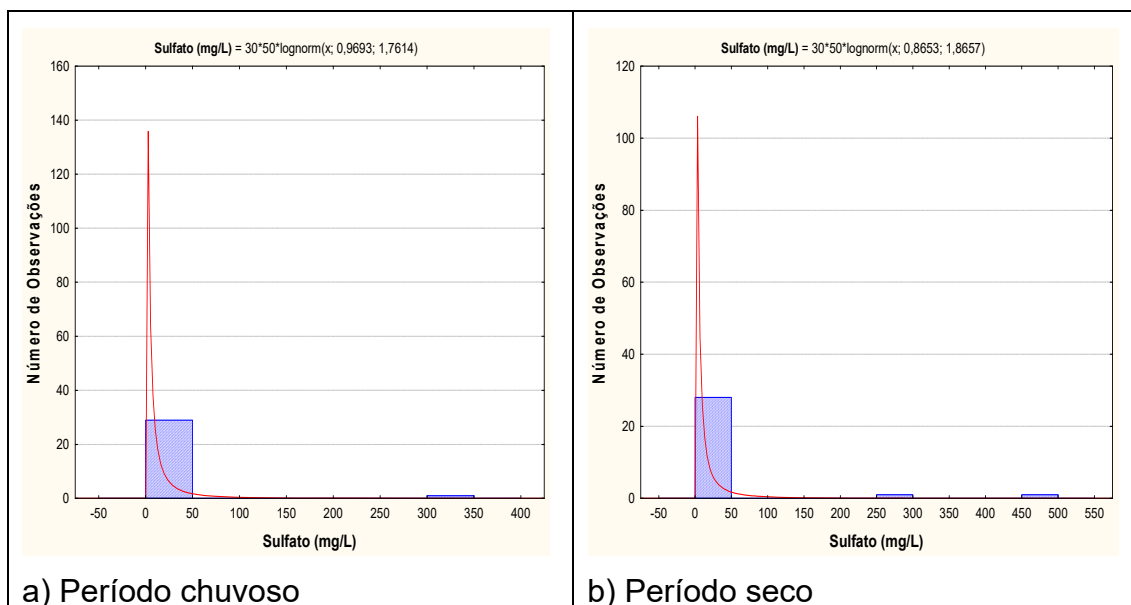 Sulfato (mg/L) = 30*50*lognorm(x; 0,9693; 1,7614)
160
140
120
100
80
60
40
20
0
Número de Observações
-50 0 50 100 150 200 250 300 350 400
Sulfato (mg/L)
a) Período chuvoso
Sulfato (mg/L) = 30*50*lognorm(x; 0,8653; 1,8657)
120
100
80
60
40
20
0
Número de Observações
-50 0 50 100 150 200 250 300 350 400 450 500 550
Sulfato (mg/L)
b) Período seco